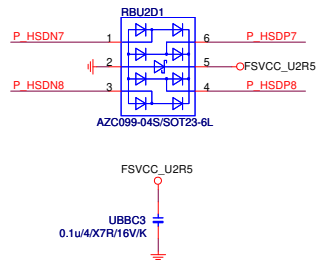 RBU2D1
P_HSDN7 1 6 P_HSDP7
2 5 FSVCC_U2R5
P_HSDN8 3 4 P_HSDP8
AZC099-04S/SOT23-6L
FSVCC_U2R5
UBBC3
0.1u/4/X7R/16V/K